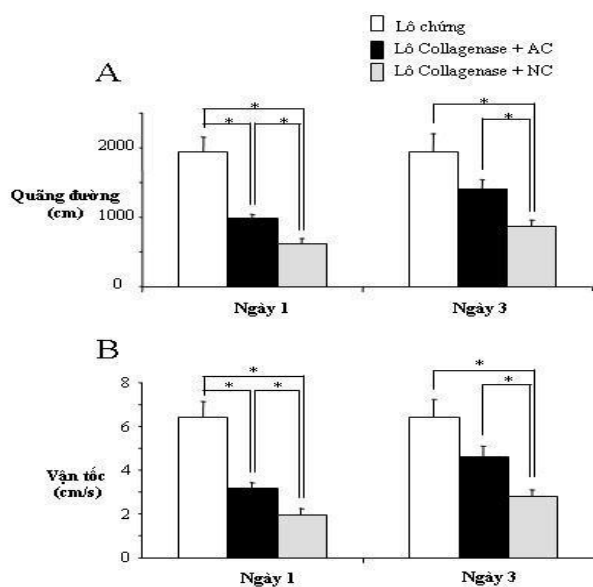 Lô chứng
Lô Collagenase + AC
Lô Collagenase + NC
A
* * *
* *
2000
1000
0
Quãng đường
(cm)
Ngày 1
Ngày 3
B
* * *
* *
8
6
4
2
0
Vận tốc
(cm/s)
Ngày 1
Ngày 3